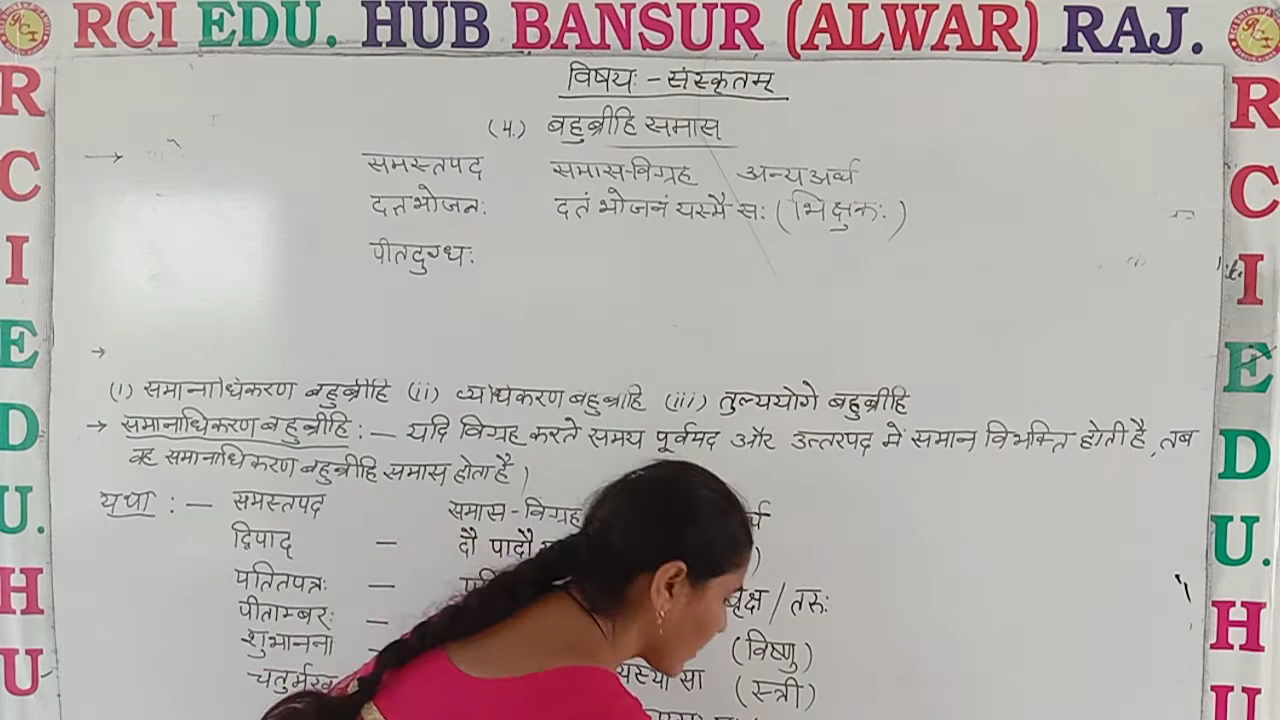 RCI EDU. HUB BANSUR (ALWAR) RAJ.
R C I E D U. H U
विषयः - संस्कृतम्
(4.) बहुब्रीहि समास
→
समस्तपद समास-विग्रह अन्य अर्थ
दत्तभोजनः दतं भोजनं यस्मै सः (भिक्षुकः)
पीतदुग्धः
→
(i) समानाधिकरण बहुब्रीहि (ii) व्यधिकरण बहुब्रीहि (iii) तुल्ययोगे बहुब्रीहि
→ समानाधिकरण बहुब्रीहि : — यदि विग्रह करते समय पूर्वपद और उत्तरपद में समान विभक्ति होती है, तब
वह समानाधिकरण बहुब्रीहि समास होता है।
यथा : — समस्तपद समास - विग्रह
द्विपाद् — दौ पादौ
पतितपत्रः — वृक्ष / तरुः
पीताम्बरः — (विष्णु)
शुभानना - यस्या सा (स्त्री)
चतुर्मुख
R C I E D U. H U